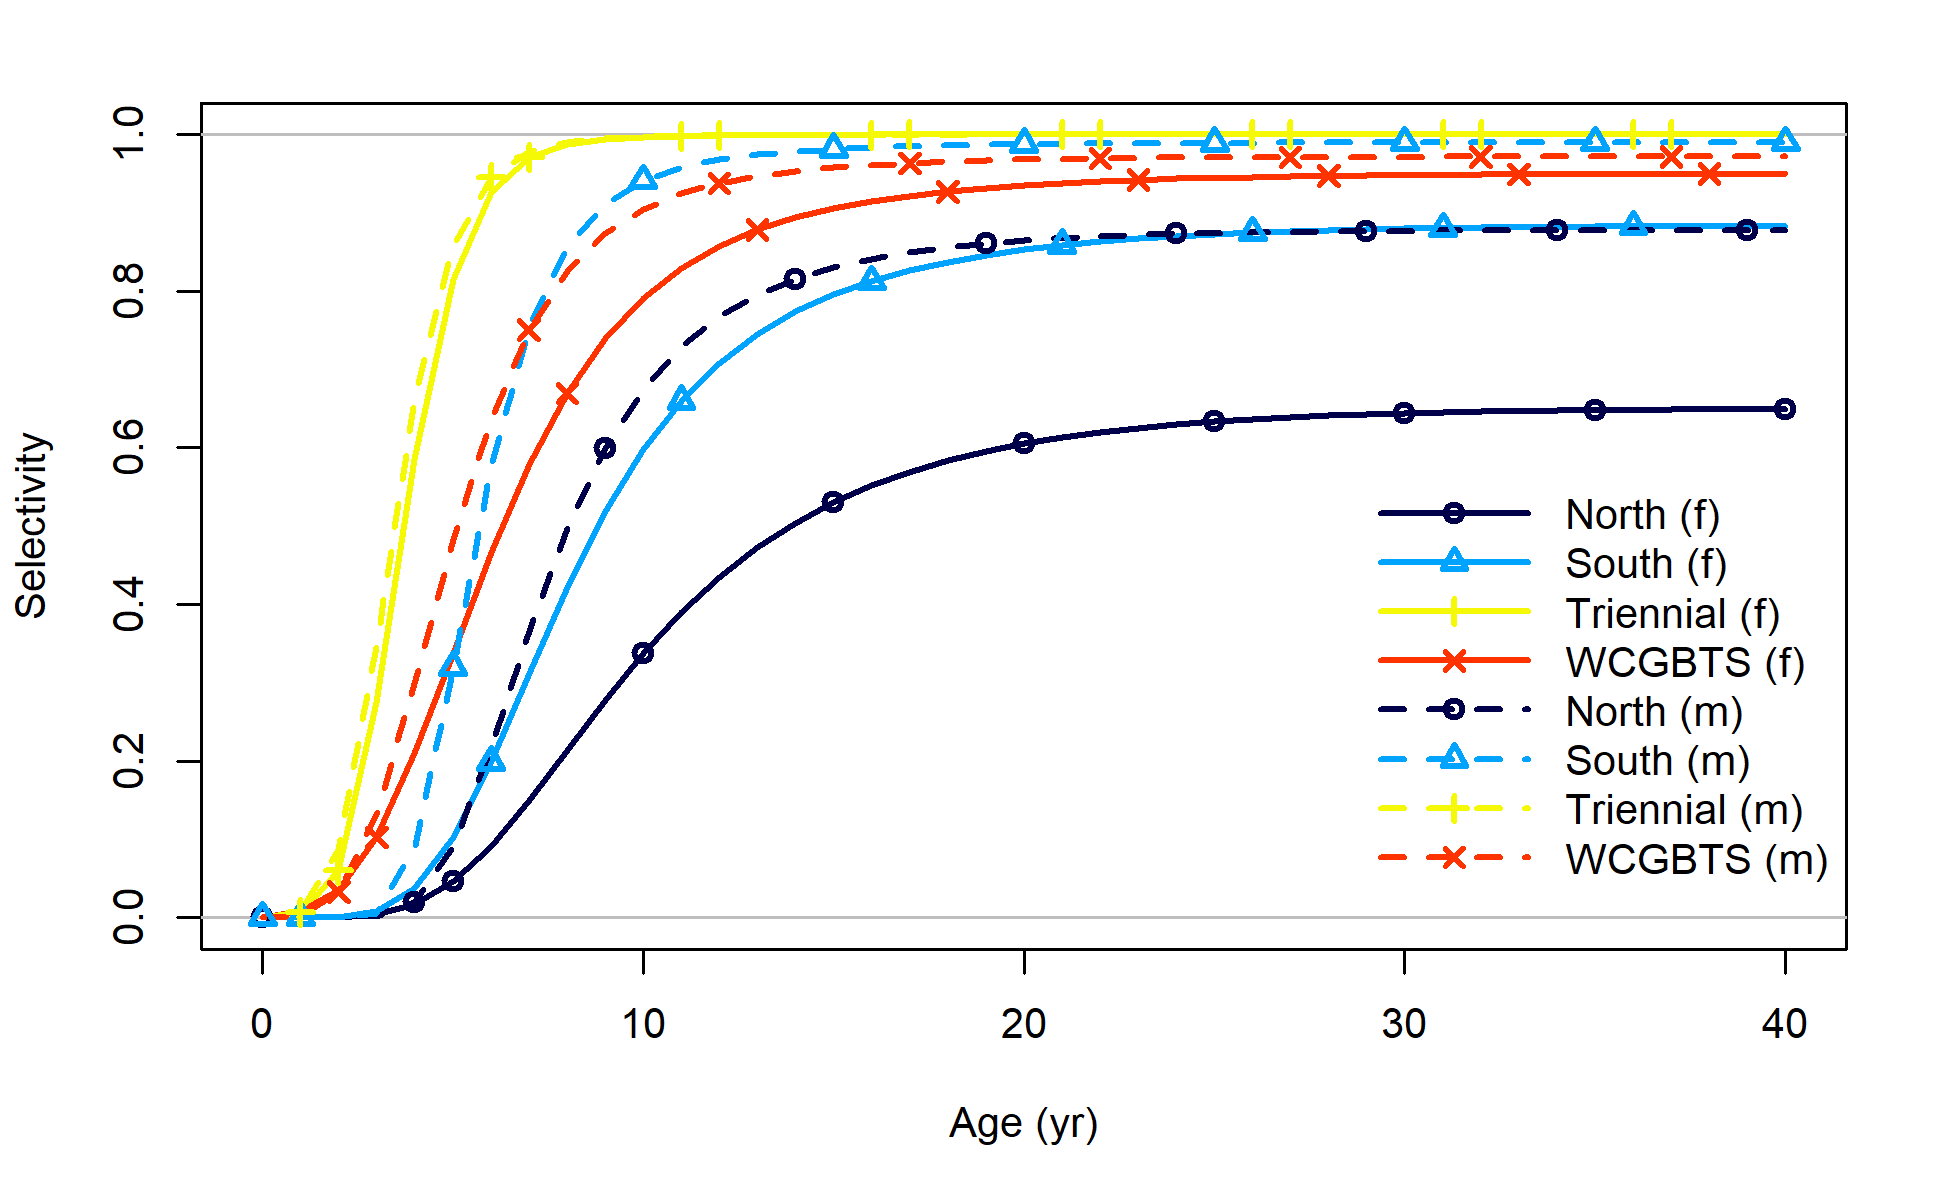 1.0
0.8
0.6
0.4
0.2
0.0
Selectivity
North (f)
South (f)
Triennial (f)
WCGBTS (f)
North (m)
South (m)
Triennial (m)
WCGBTS (m)
0 10 20 30 40
Age (yr)